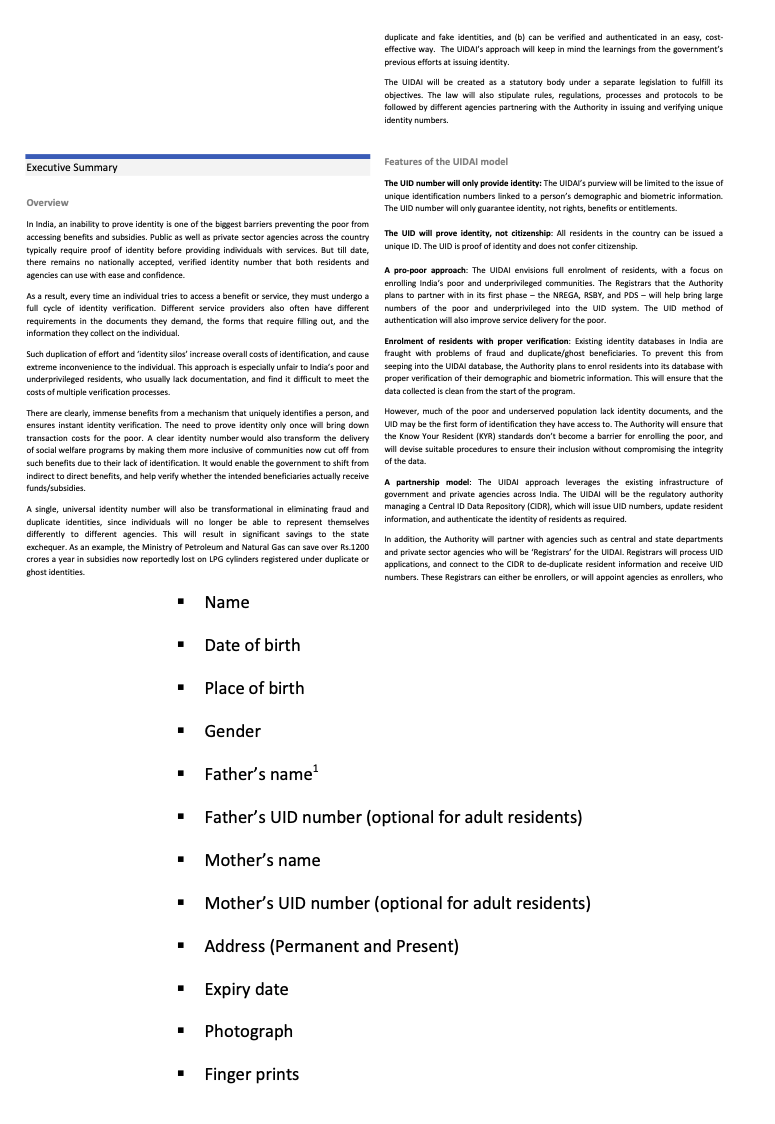 Executive Summary
Overview
In India, an inability to prove identity is one of the biggest barriers preventing the poor from
accessing benefits and subsidies. Public as well as private sector agencies across the country
typically require proof of identity before providing individuals with services. But till date,
there remains no nationally accepted, verified identity number that both residents and
agencies can use with ease and confidence.
As a result, every time an individual tries to access a benefit or service, they must undergo a
full cycle of identity verification. Different service providers also often have different
requirements in the documents they demand, the forms that require filling out, and the
information they collect on the individual.
Such duplication of effort and ‘identity silos’ increase overall costs of identification, and cause
extreme inconvenience to the individual. This approach is especially unfair to India’s poor and
underprivileged residents, who usually lack documentation, and find it difficult to meet the
costs of multiple verification processes.
There are clearly, immense benefits from a mechanism that uniquely identifies a person, and
ensures instant identity verification. The need to prove identity only once will bring down
transaction costs for the poor. A clear identity number would also transform the delivery
of social welfare programs by making them more inclusive of communities now cut off from
such benefits due to their lack of identification. It would enable the government to shift from
indirect to direct benefits, and help verify whether the intended beneficiaries actually receive
funds/subsidies.
A single, universal identity number will also be transformational in eliminating fraud and
duplicate identities, since individuals will no longer be able to represent themselves
differently to different agencies. This will result in significant savings to the state
exchequer. As an example, the Ministry of Petroleum and Natural Gas can save over Rs.1200
crores a year in subsidies now reportedly lost on LPG cylinders registered under duplicate or
ghost identities.
duplicate and fake identities, and (b) can be verified and authenticated in an easy, cost-
effective way. The UIDAI’s approach will keep in mind the learnings from the government’s
previous efforts at issuing identity.
The UIDAI will be created as a statutory body under a separate legislation to fulfill its
objectives. The law will also stipulate rules, regulations, processes and protocols to be
followed by different agencies partnering with the Authority in issuing and verifying unique
identity numbers.
Features of the UIDAI model
The UID number will only provide identity: The UIDAI’s purview will be limited to the issue of
unique identification numbers linked to a person’s demographic and biometric information.
The UID number will only guarantee identity, not rights, benefits or entitlements.
The UID will prove identity, not citizenship: All residents in the country can be issued a
unique ID. The UID is proof of identity and does not confer citizenship.
A pro-poor approach: The UIDAI envisions full enrolment of residents, with a focus on
enrolling India’s poor and underprivileged communities. The Registrars that the Authority
plans to partner with in its first phase – the NREGA, RSBY, and PDS – will help bring large
numbers of the poor and underprivileged into the UID system. The UID method of
authentication will also improve service delivery for the poor.
Enrolment of residents with proper verification: Existing identity databases in India are
fraught with problems of fraud and duplicate/ghost beneficiaries. To prevent this from
seeping into the UIDAI database, the Authority plans to enrol residents into its database with
proper verification of their demographic and biometric information. This will ensure that the
data collected is clean from the start of the program.
However, much of the poor and underserved population lack identity documents, and the
UID may be the first form of identification they have access to. The Authority will ensure that
the Know Your Resident (KYR) standards don’t become a barrier for enrolling the poor, and
will devise suitable procedures to ensure their inclusion without compromising the integrity
of the data.
A partnership model: The UIDAI approach leverages the existing infrastructure of
government and private agencies across India. The UIDAI will be the regulatory authority
managing a Central ID Data Repository (CIDR), which will issue UID numbers, update resident
information, and authenticate the identity of residents as required.
In addition, the Authority will partner with agencies such as central and state departments
and private sector agencies who will be ‘Registrars’ for the UIDAI. Registrars will process UID
applications, and connect to the CIDR to de-duplicate resident information and receive UID
numbers. These Registrars can either be enrollers, or will appoint agencies as enrollers, who
▪ Name
▪ Date of birth
▪ Place of birth
▪ Gender
▪ Father’s name¹
▪ Father’s UID number (optional for adult residents)
▪ Mother’s name
▪ Mother’s UID number (optional for adult residents)
▪ Address (Permanent and Present)
▪ Expiry date
▪ Photograph
▪ Finger prints